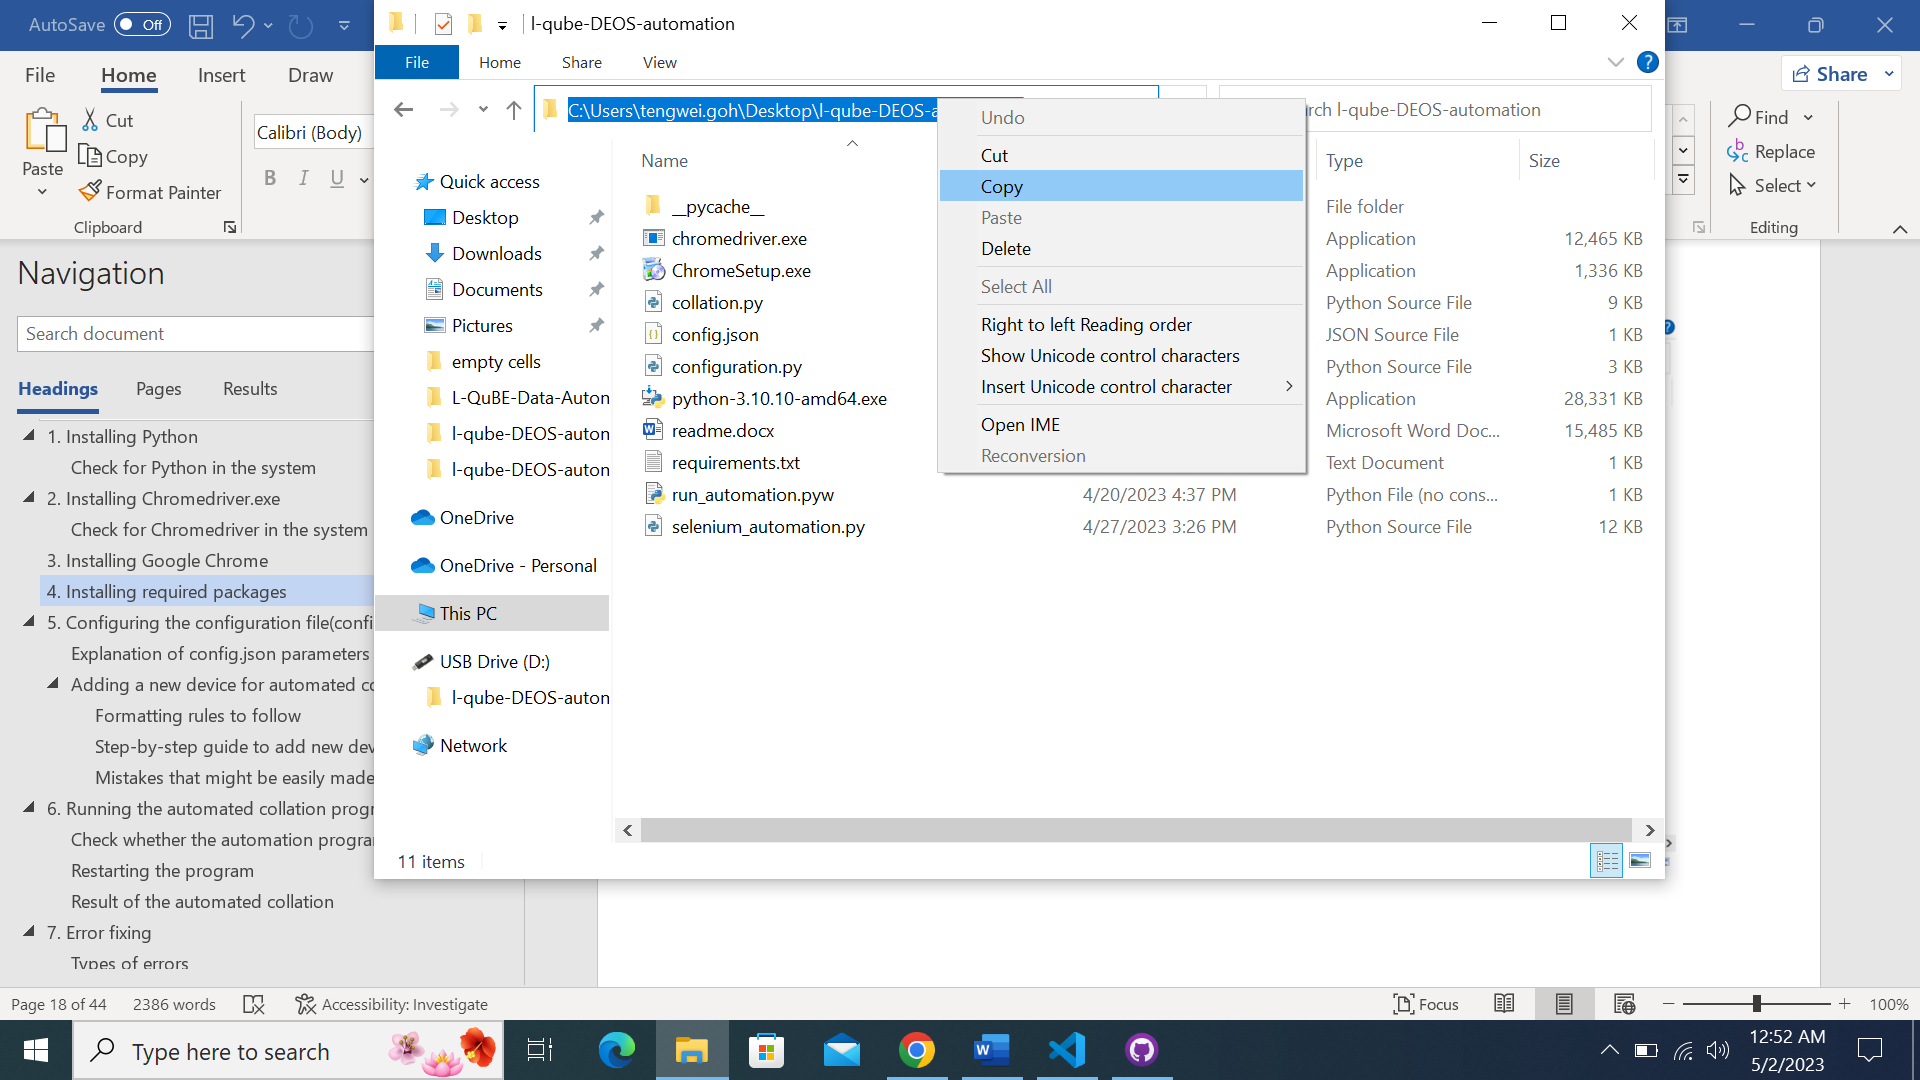 AutoSave Off
File Home Insert Draw
Paste
Cut
Copy
Format Painter
Clipboard
Calibri (Body)
B I U
Navigation
Search document
Headings Pages Results
1. Installing Python
Check for Python in the system
2. Installing Chromedriver.exe
Check for Chromedriver in the system
3. Installing Google Chrome
4. Installing required packages
5. Configuring the configuration file(confi
Explanation of config.json parameters
Adding a new device for automated co
Formatting rules to follow
Step-by-step guide to add new dev
Mistakes that might be easily made
6. Running the automated collation progr
Check whether the automation progra
Restarting the program
Result of the automated collation
7. Error fixing
Types of errors
l-qube-DEOS-automation
File Home Share View
C:\Users\tengwei.goh\Desktop\l-qube-DEOS-a
rch l-qube-DEOS-automation
Quick access
Desktop
Downloads
Documents
Pictures
empty cells
L-QuBE-Data-Autom
l-qube-DEOS-autom
l-qube-DEOS-autom
OneDrive
OneDrive - Personal
This PC
USB Drive (D:)
l-qube-DEOS-autom
Network
Name Type Size
__pycache__ File folder
chromedriver.exe Application 12,465 KB
ChromeSetup.exe Application 1,336 KB
collation.py Python Source File 9 KB
config.json JSON Source File 1 KB
configuration.py Python Source File 3 KB
python-3.10.10-amd64.exe Application 28,331 KB
readme.docx Microsoft Word Doc... 15,485 KB
requirements.txt Text Document 1 KB
run_automation.pyw 4/20/2023 4:37 PM Python File (no cons... 1 KB
selenium_automation.py 4/27/2023 3:26 PM Python Source File 12 KB
Undo
Cut
Copy
Paste
Delete
Select All
Right to left Reading order
Show Unicode control characters
Insert Unicode control character
Open IME
Reconversion
11 items
Share
Find
Replace
Select
Editing
Page 18 of 44 2386 words Accessibility: Investigate Focus 100%
Type here to search
12:52 AM
5/2/2023